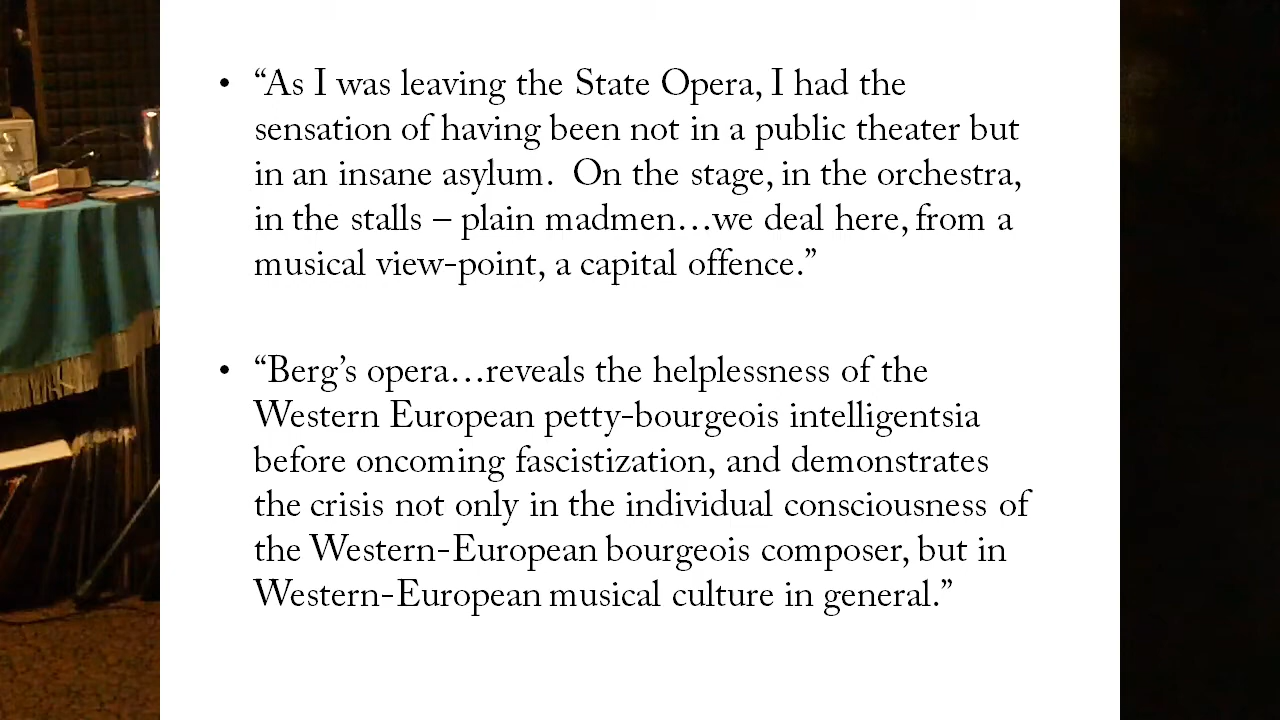 • “As I was leaving the State Opera, I had the
sensation of having been not in a public theater but
in an insane asylum.  On the stage, in the orchestra,
in the stalls – plain madmen…we deal here, from a
musical view-point, a capital offence.”
• “Berg’s opera…reveals the helplessness of the
Western European petty-bourgeois intelligentsia
before oncoming fascistization, and demonstrates
the crisis not only in the individual consciousness of
the Western-European bourgeois composer, but in
Western-European musical culture in general.”